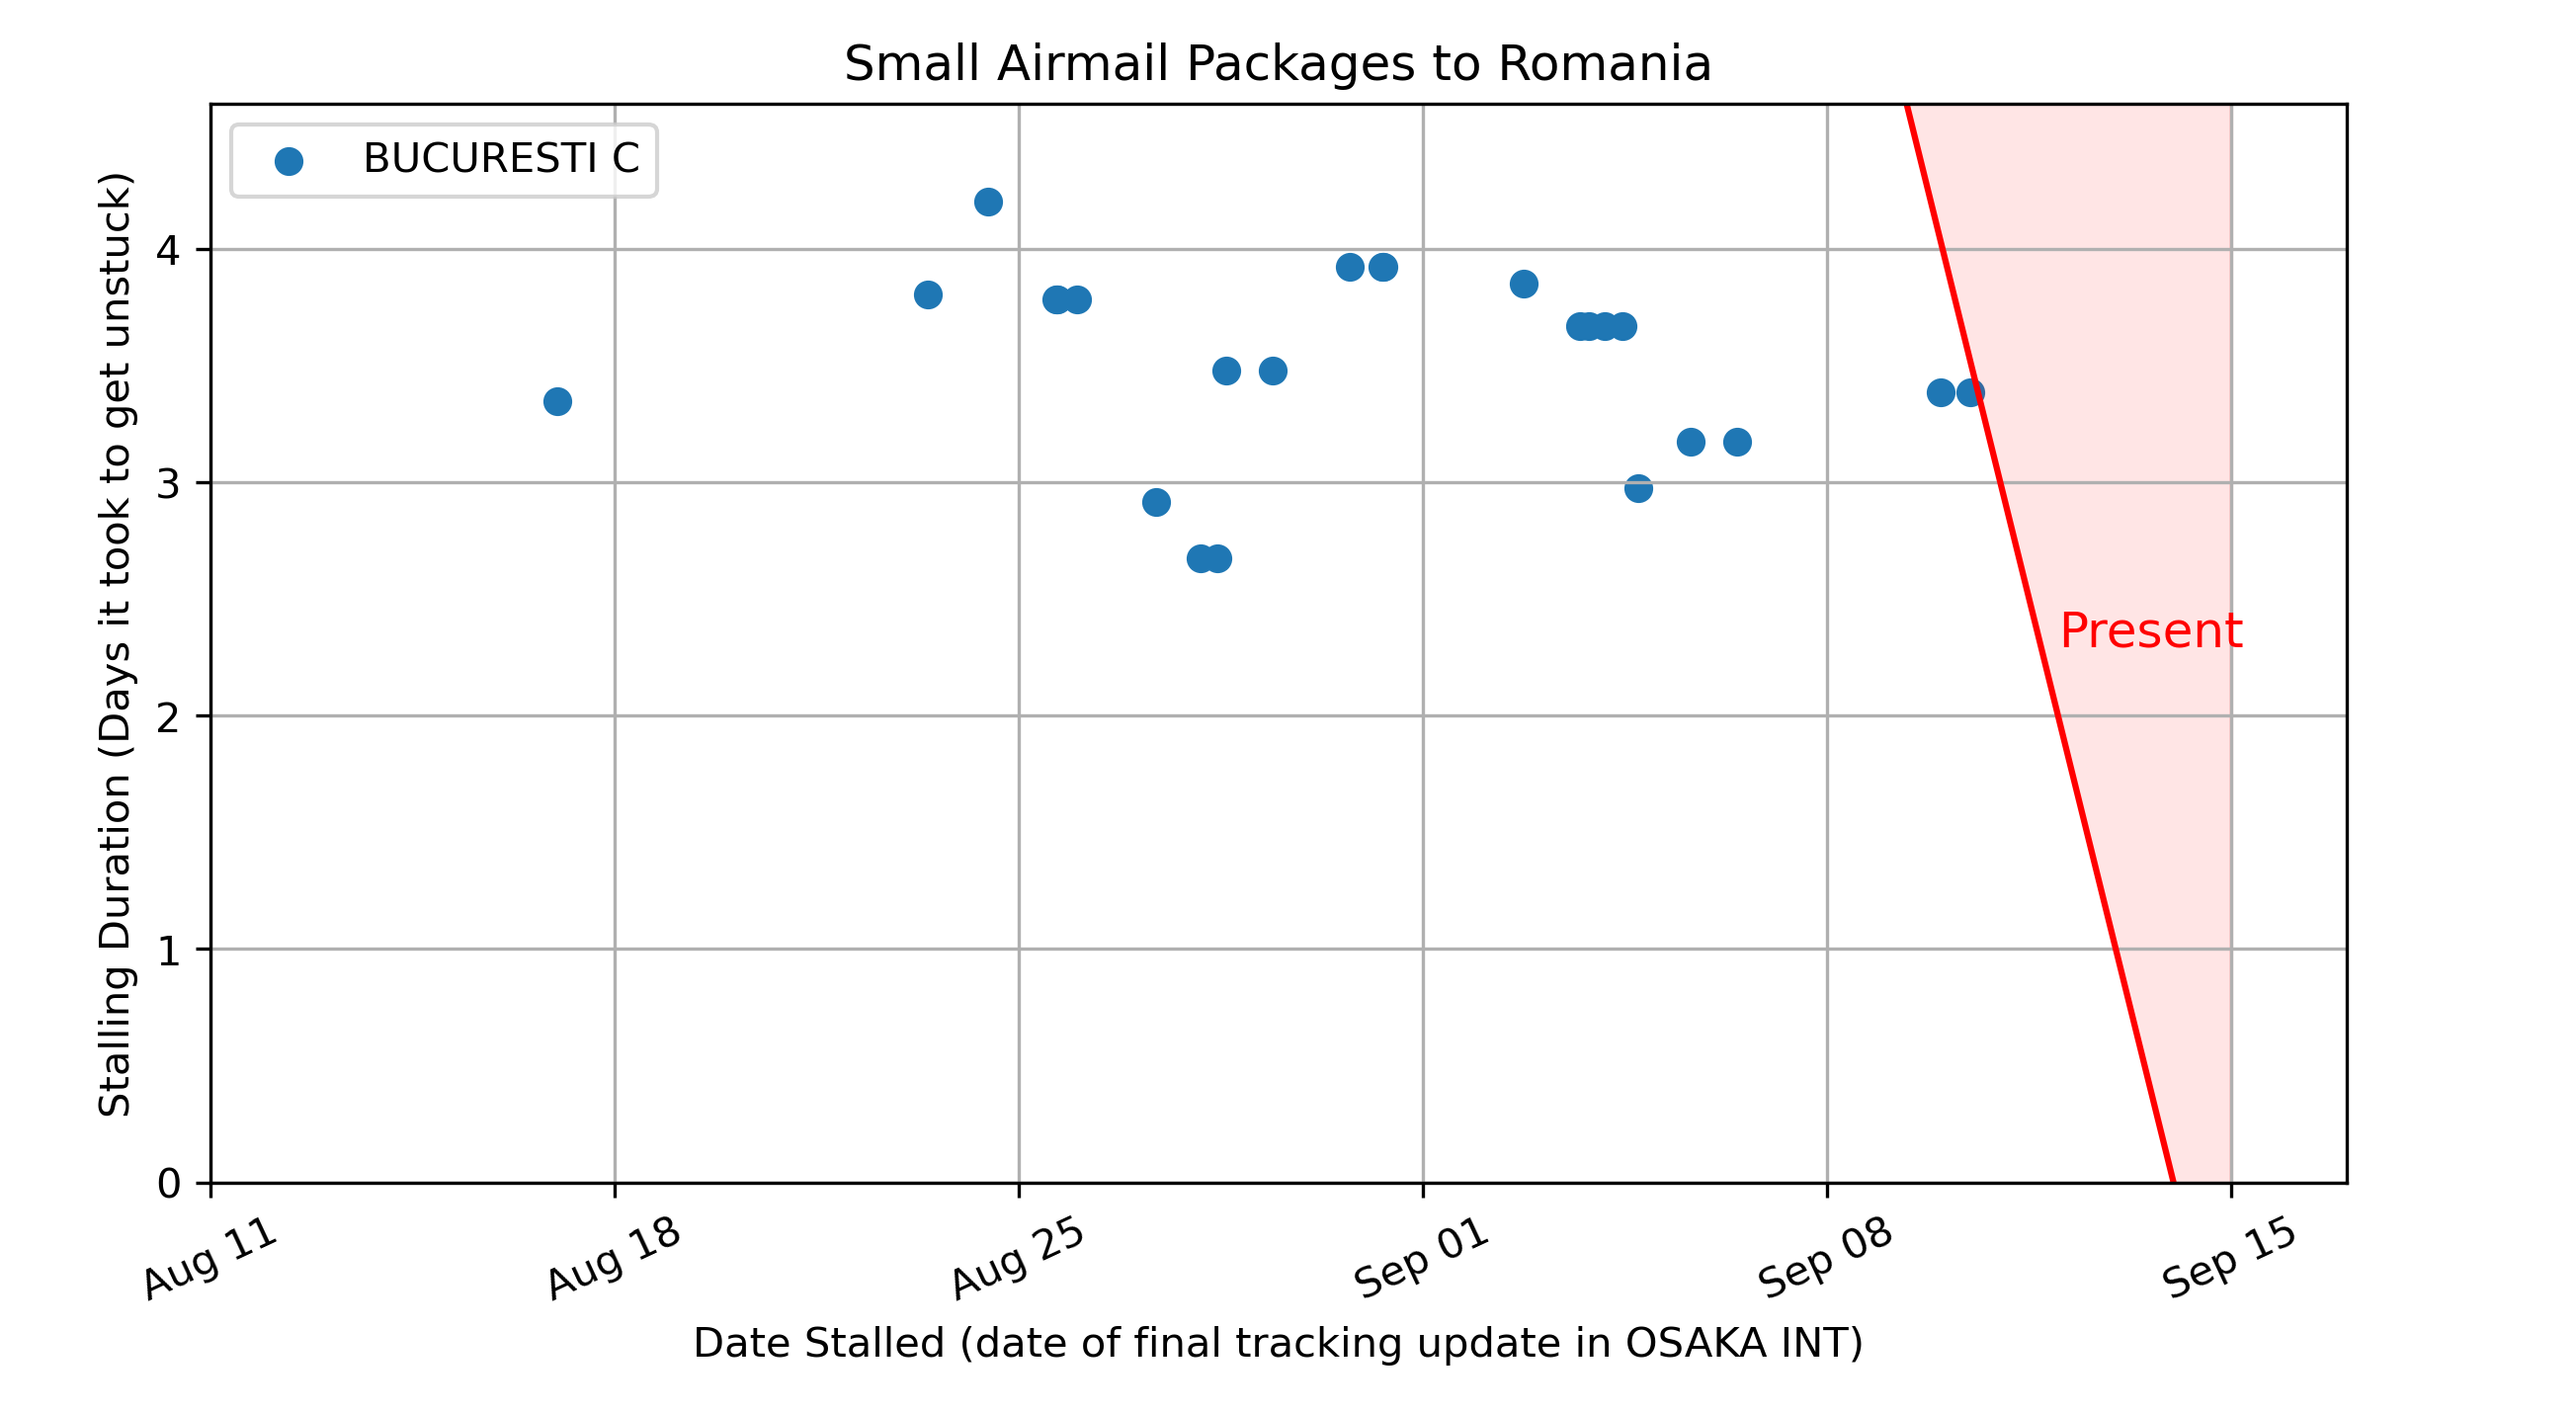 Small Airmail Packages to Romania
BUCURESTI C
Stalling Duration (Days it took to get unstuck)
4
3
2
1
0
Present
Aug 11
Aug 18
Aug 25
Sep 01
Sep 08
Sep 15
Date Stalled (date of final tracking update in OSAKA INT)